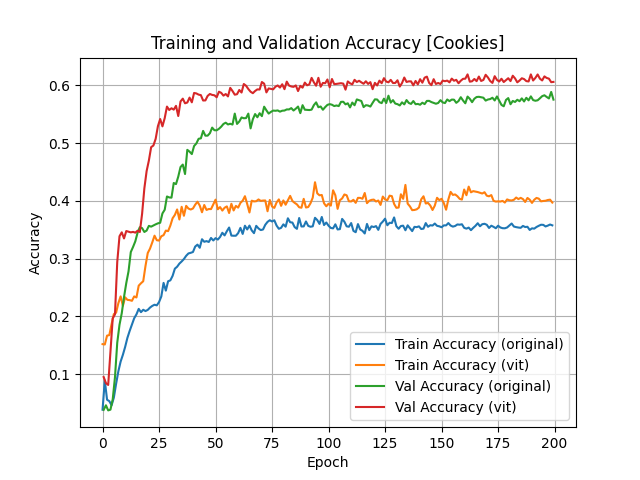 Training and Validation Accuracy [Cookies]
Accuracy
0.6
0.5
0.4
0.3
0.2
0.1
Train Accuracy (original)
Train Accuracy (vit)
Val Accuracy (original)
Val Accuracy (vit)
0 25 50 75 100 125 150 175 200
Epoch